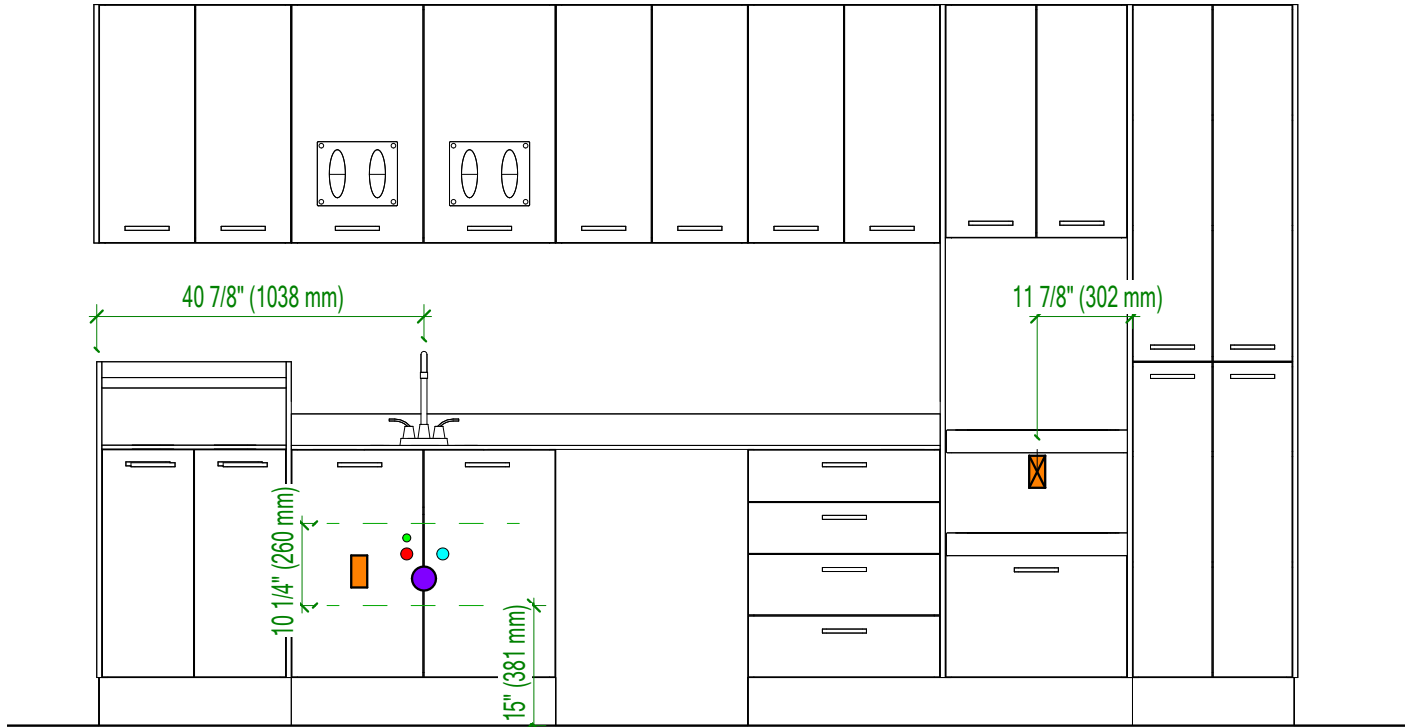 40 7/8" (1038 mm)
11 7/8" (302 mm)
10 1/4" (260 mm)
15" (381 mm)